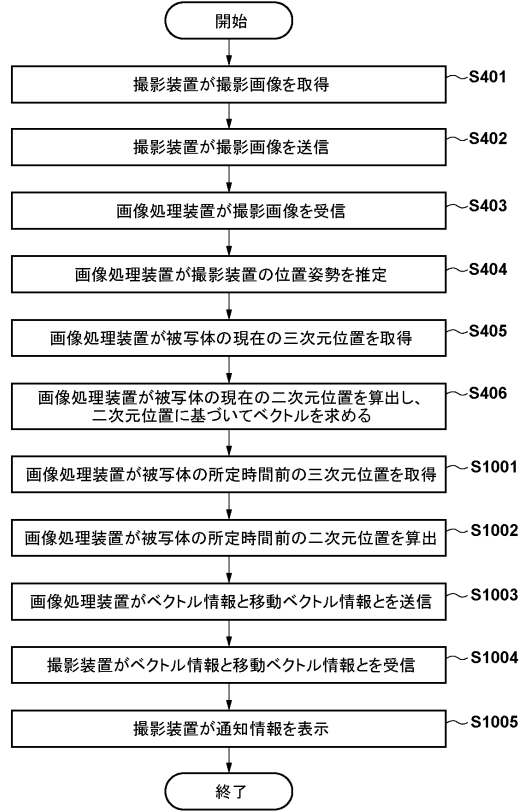 開始
撮影装置が撮影画像を取得
S401
撮影装置が撮影画像を送信
S402
画像処理装置が撮影画像を受信
S403
画像処理装置が撮影装置の位置姿勢を推定
S404
画像処理装置が被写体の現在の三次元位置を取得
S405
画像処理装置が被写体の現在の二次元位置を算出し、
二次元位置に基づいてベクトルを求める
S406
画像処理装置が被写体の所定時間前の三次元位置を取得
S1001
画像処理装置が被写体の所定時間前の二次元位置を算出
S1002
画像処理装置がベクトル情報と移動ベクトル情報とを送信
S1003
撮影装置がベクトル情報と移動ベクトル情報とを受信
S1004
撮影装置が通知情報を表示
S1005
終了